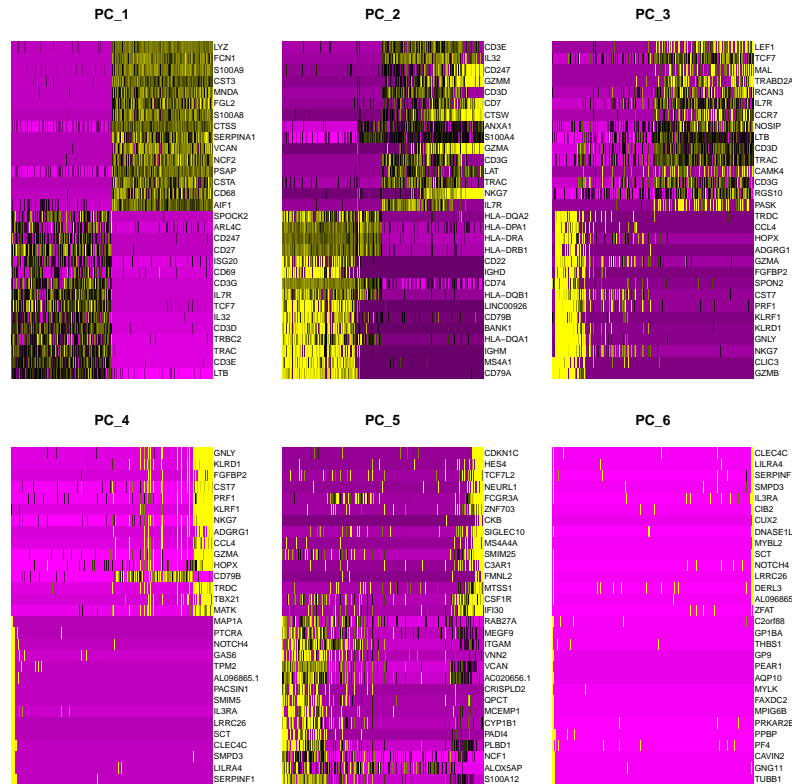 PC_1
LYZ
FCN1
S100A9
CST3
MNDA
FGL2
S100A8
CTSS
SERPINA1
VCAN
NCF2
PSAP
CSTA
CD68
AIF1
SPOCK2
ARL4C
CD247
CD27
ISG20
CD69
CD3G
IL7R
TCF7
IL32
CD3D
TRBC2
TRAC
CD3E
LTB
PC_2
CD3E
IL32
CD247
GZMM
CD3D
CD7
CTSW
ANXA1
S100A4
GZMA
CD3G
LAT
TRAC
NKG7
IL7R
HLA−DQA2
HLA−DPA1
HLA−DRA
HLA−DRB1
CD22
IGHD
CD74
HLA−DQB1
LINC00926
CD79B
BANK1
HLA−DQA1
IGHM
MS4A1
CD79A
PC_3
LEF1
TCF7
MAL
TRABD2A
RCAN3
IL7R
CCR7
NOSIP
LTB
CD3D
TRAC
CAMK4
CD3G
RGS10
PASK
TRDC
CCL4
HOPX
ADGRG1
GZMA
FGFBP2
SPON2
CST7
PRF1
KLRF1
KLRD1
GNLY
NKG7
CLIC3
GZMB
PC_4
GNLY
KLRD1
FGFBP2
CST7
PRF1
KLRF1
NKG7
ADGRG1
CCL4
GZMA
HOPX
CD79B
TRDC
TBX21
MATK
MAP1A
PTCRA
NOTCH4
GAS6
TPM2
AL096865.1
PACSIN1
SMIM5
IL3RA
LRRC26
SCT
CLEC4C
SMPD3
LILRA4
SERPINF1
PC_5
CDKN1C
HES4
TCF7L2
NEURL1
FCGR3A
ZNF703
CKB
SIGLEC10
MS4A4A
SMIM25
C3AR1
FMNL2
MTSS1
CSF1R
IFI30
RAB27A
MEGF9
ITGAM
VNN2
VCAN
AC020656.1
CRISPLD2
QPCT
MCEMP1
CYP1B1
PADI4
PLBD1
NCF1
ALOX5AP
S100A12
PC_6
CLEC4C
LILRA4
SERPINF
SMPD3
IL3RA
CIB2
CUX2
DNASE1L
MYBL2
SCT
NOTCH4
LRRC26
DERL3
AL096865
ZFAT
C2orf88
GP1BA
THBS1
GP9
PEAR1
AQP10
MYLK
FAXDC2
MPIG6B
PRKAR2B
PPBP
PF4
CAVIN2
GNG11
TUBB1